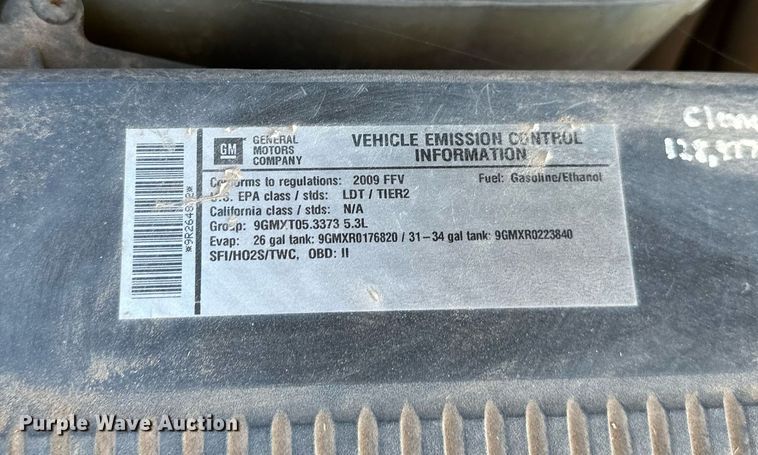 GM
GENERAL
MOTORS
COMPANY
VEHICLE EMISSION CONTROL
INFORMATION
Conforms to regulations: 2009 FFV
Fuel: Gasoline/Ethanol
U.S. EPA class / stds: LDT / TIER2
California class / stds: N/A
Group: 9GMXT05.3373 5.3L
Evap: 26 gal tank: 9GMXR0176820 / 31-34 gal tank: 9GMXR0223840
SFI/HO2S/TWC, OBD: II
Purple Wave Auction